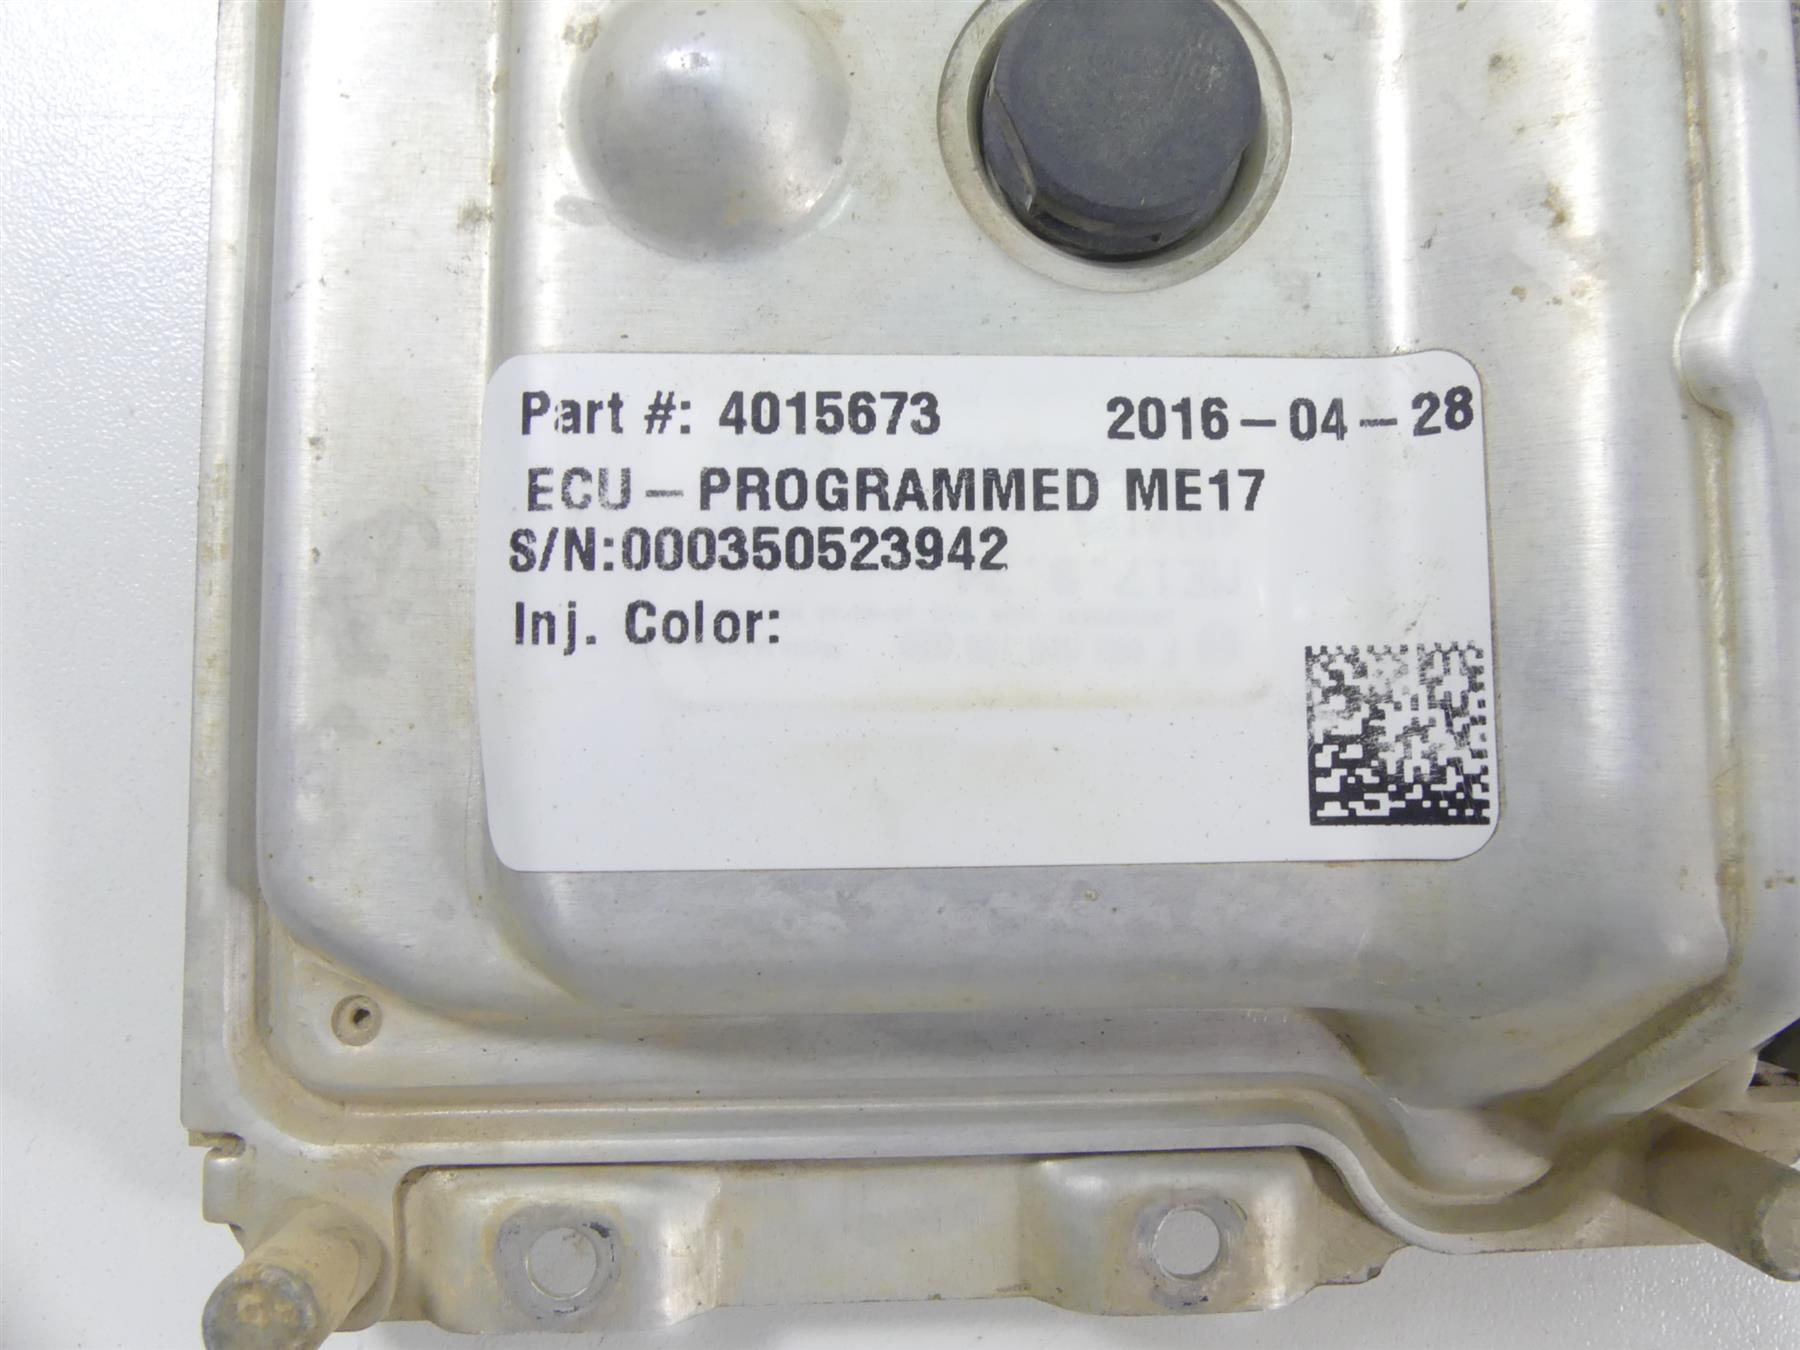 Part #: 4015673 2016-04-28
ECU-PROGRAMMED ME17
S/N:000350523942
Inj. Color: